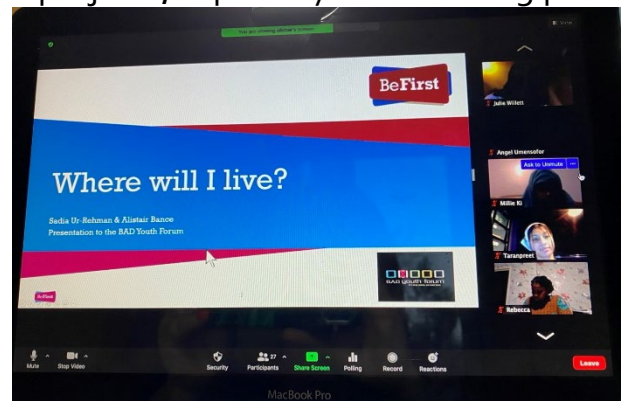 You are viewing
screen
BeFirst
Where will I live?
Sadia Ur-Rehman & Alistair Bance
Presentation to the BAD Youth Forum
BAD youth forum
BeFirst
Julie Willett
Angel Umensafor
Ask to Unmute ...
Millie Ki
Taranpreet
Rebecca
Mute
Stop Video
Security
Participants 27
Share Screen
Polling
Record
Reactions
Leave
MacBook Pro